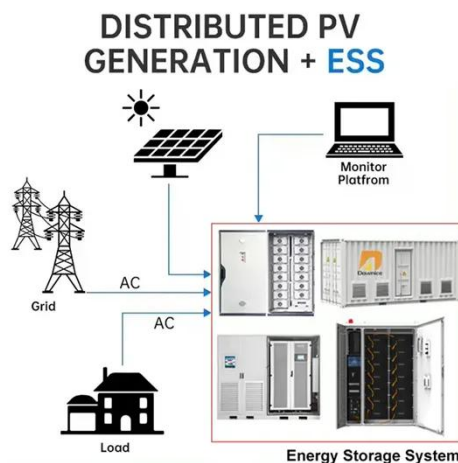 DISTRIBUTED PV
GENERATION + ESS
Monitor
Platfrom
Grid
AC
AC
Load
Energy Storage System